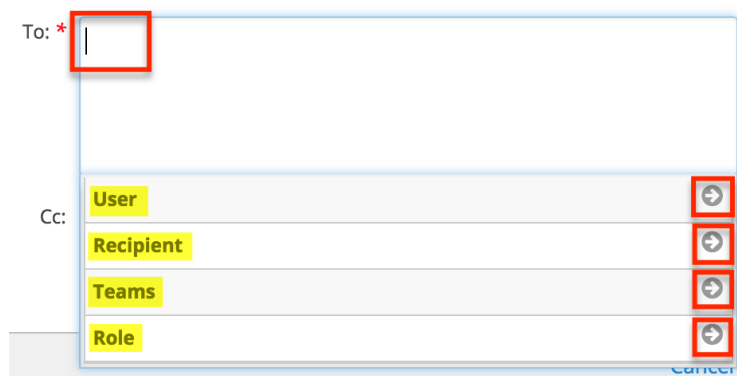 To: *
User
Cc:
Recipient
Teams
Role
Cancel